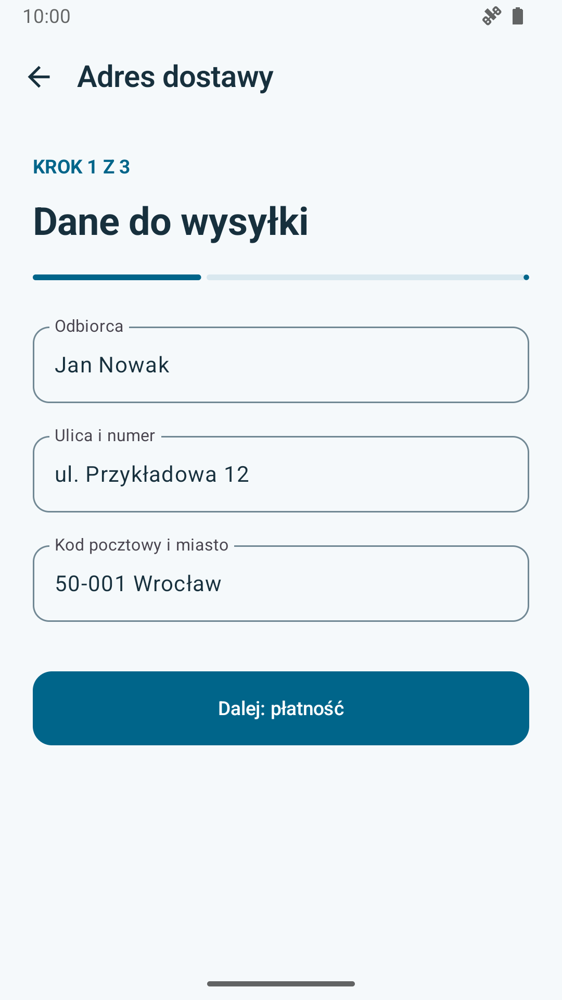 10:00
Adres dostawy
KROK 1 Z 3
Dane do wysyłki
Odbiorca
Jan Nowak
Ulica i numer
ul. Przykładowa 12
Kod pocztowy i miasto
50-001 Wrocław
Dalej: płatność